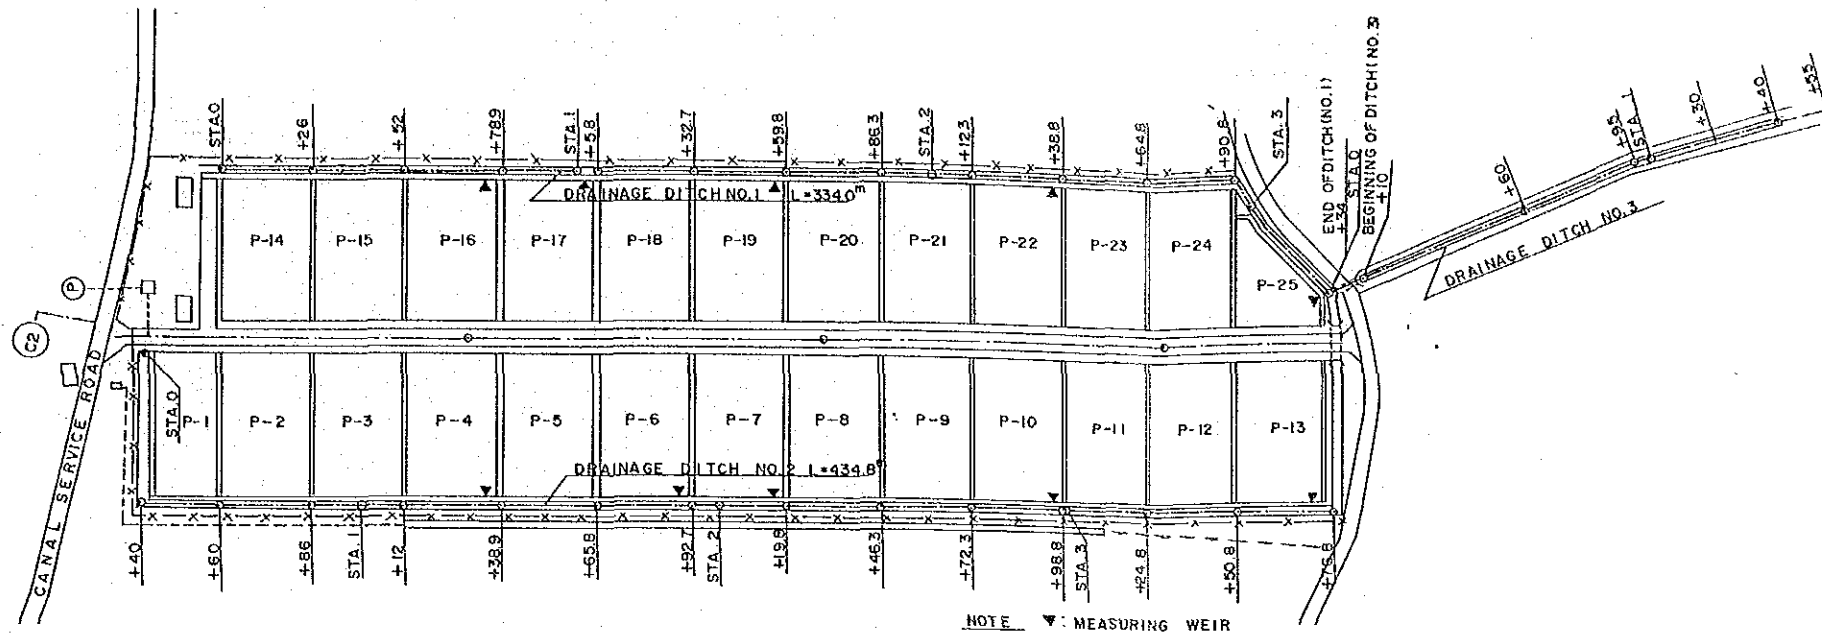 STA.0
+26
+52
+78.9
STA.1
+5.8
+32.7
+59.8
+86.3
STA.2
+12.3
+38.8
+64.8
+90.8
STA.3
END OF DITCH (NO.1)
+34
STA.0
BEGINNING OF DITCH (NO.3)
+10
+60
+95
STA.1
+30
+40
+55
DRAINAGE DITCH NO.1 L=334.0m
DRAINAGE DITCH NO.3
P-14
P-15
P-16
P-17
P-18
P-19
P-20
P-21
P-22
P-23
P-24
P-25
P
C2
CANAL SERVICE ROAD
STA.0
P-1
P-2
P-3
P-4
P-5
P-6
P-7
P-8
P-9
P-10
P-11
P-12
P-13
DRAINAGE DITCH NO.2 L=434.8m
+40
+60
+86
STA.1
+12
+38.9
+65.8
+92.7
STA.2
+19.8
+46.3
+72.3
+98.8
STA.3
+24.8
+50.8
+76.8
NOTE ▼: MEASURING WEIR